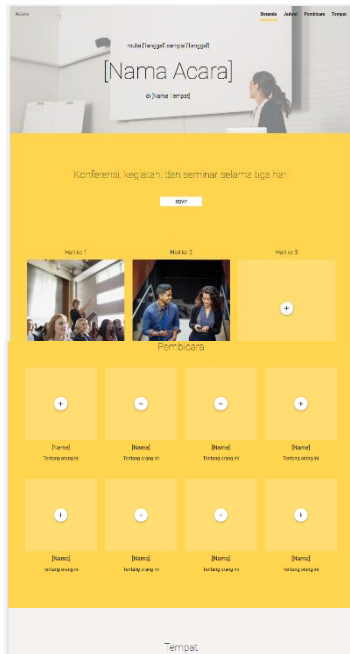 Acara
Beranda Jadwal Pembicara Tempat
mulai [Tanggal] sampai [Tanggal]
[Nama Acara]
di [Nama Tempat]
Konferensi, kegiatan, dan seminar selama tiga hari
RSVP
Hari ke 1 Hari ke 2 Hari ke 3
Pembicara
[Nama] [Nama] [Nama] [Nama]
Tentang orang ini Tentang orang ini Tentang orang ini Tentang orang ini
[Nama] [Nama] [Nama] [Nama]
Tentang orang ini Tentang orang ini Tentang orang ini Tentang orang ini
Tempat